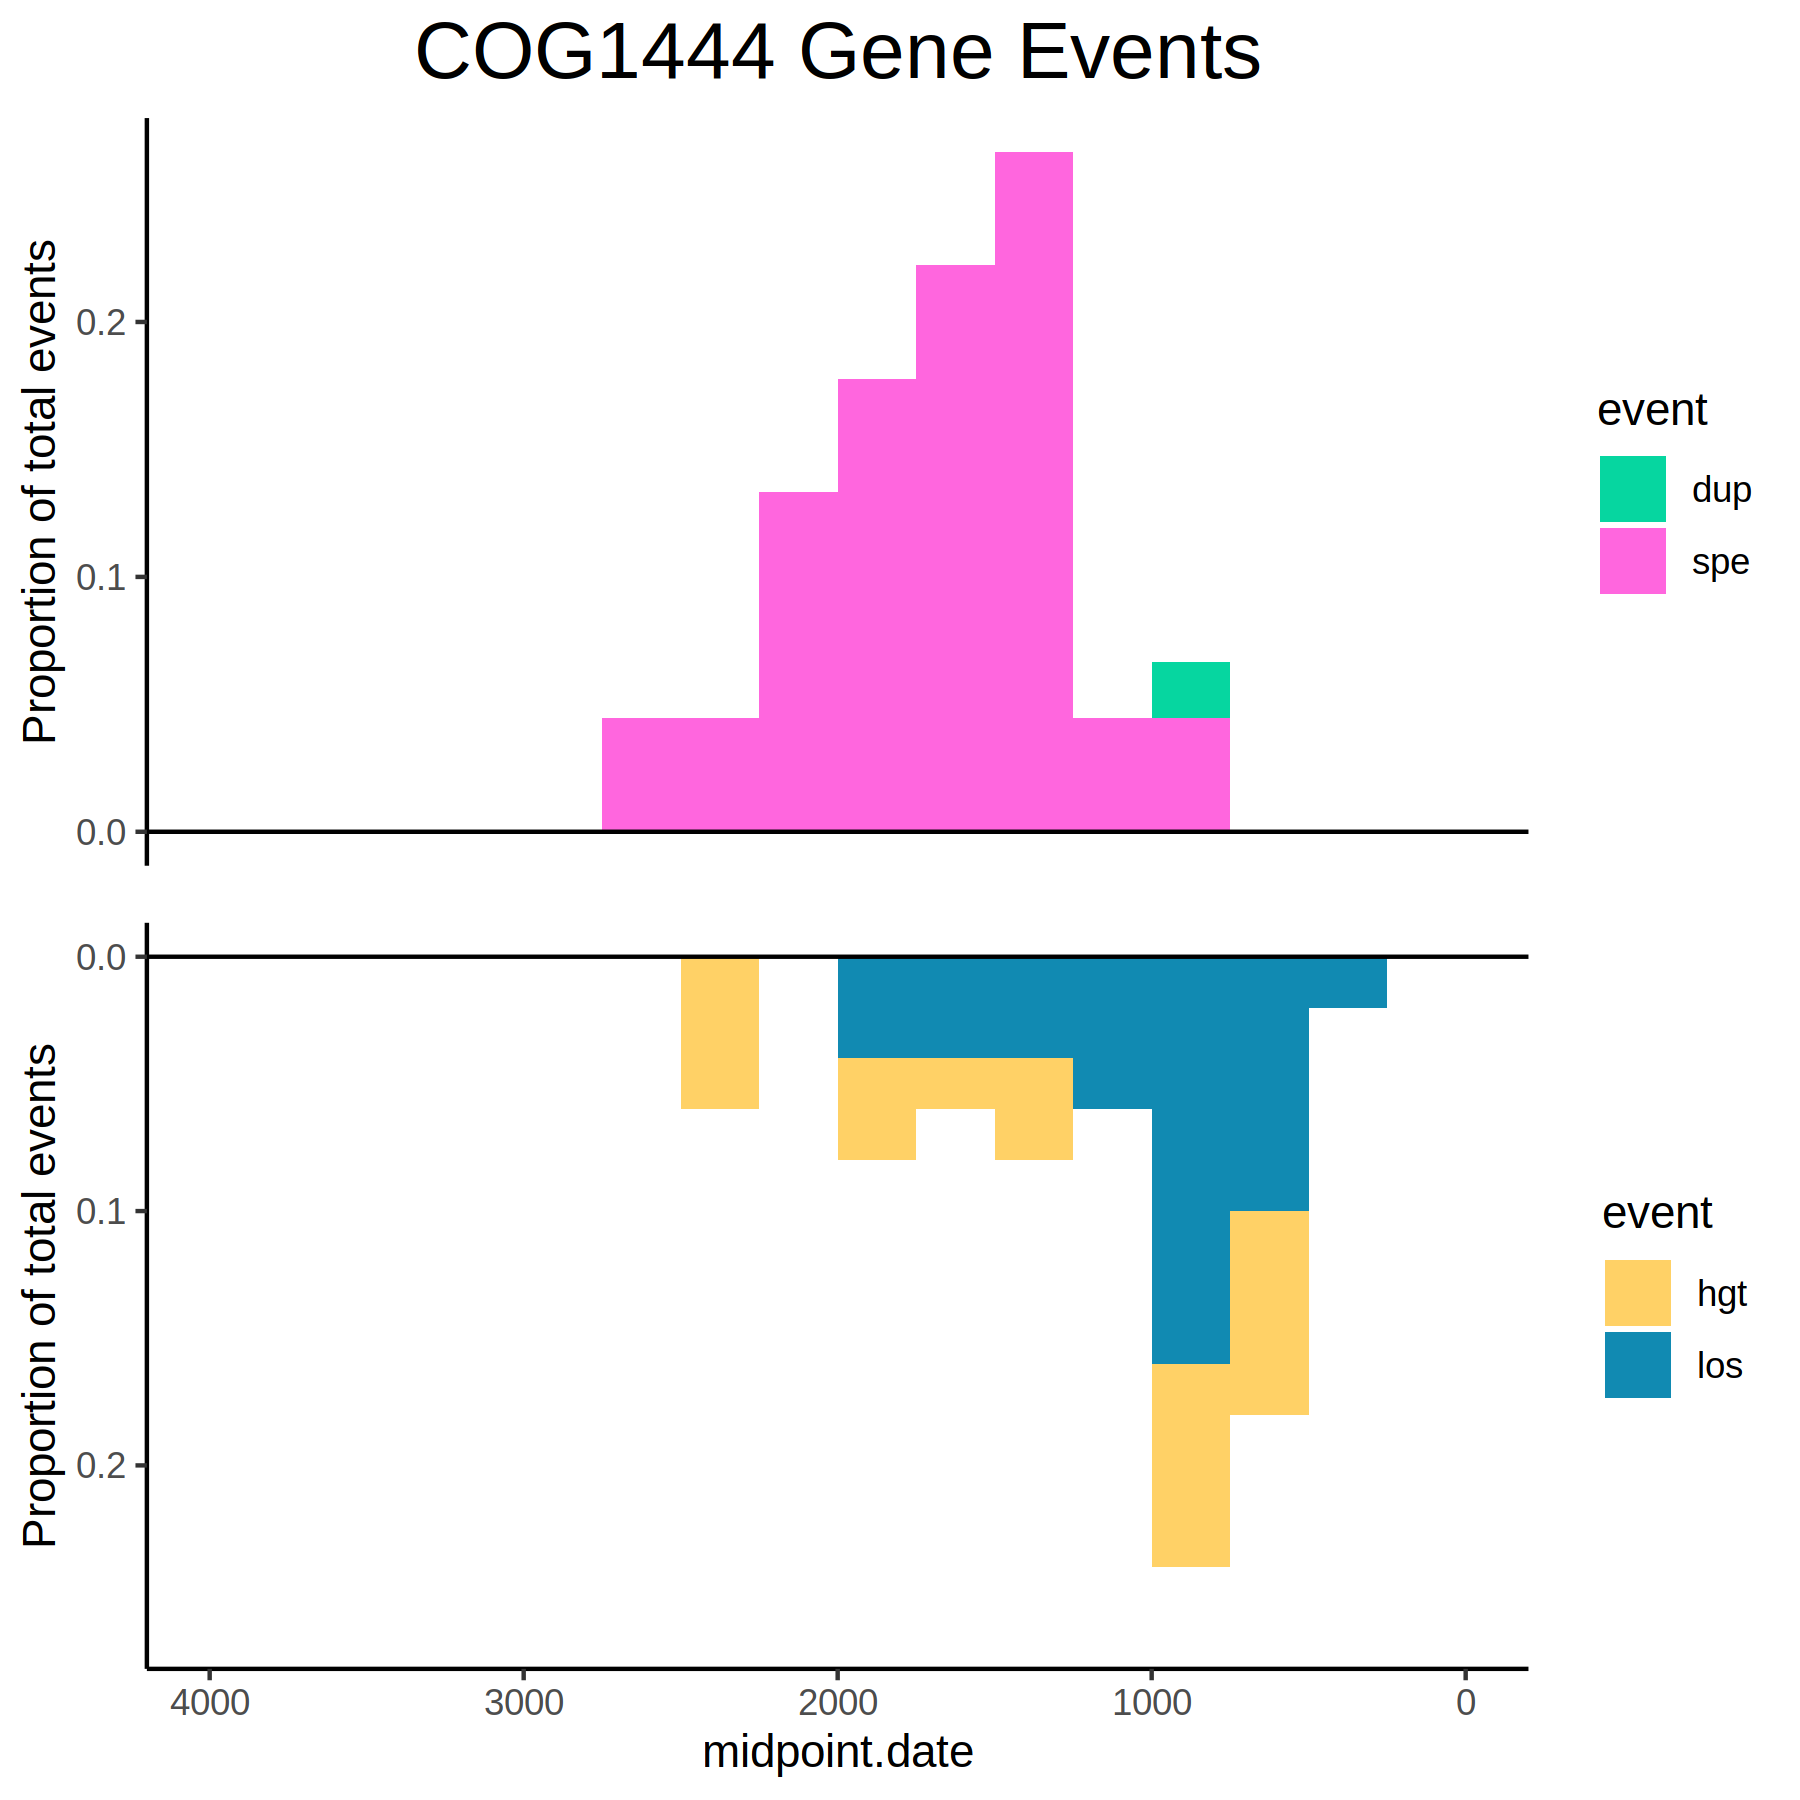 COG1444 Gene Events
Proportion of total events
0.2
0.1
0.0
event
dup
spe
Proportion of total events
0.0
0.1
0.2
event
hgt
los
4000 3000 2000 1000 0
midpoint.date